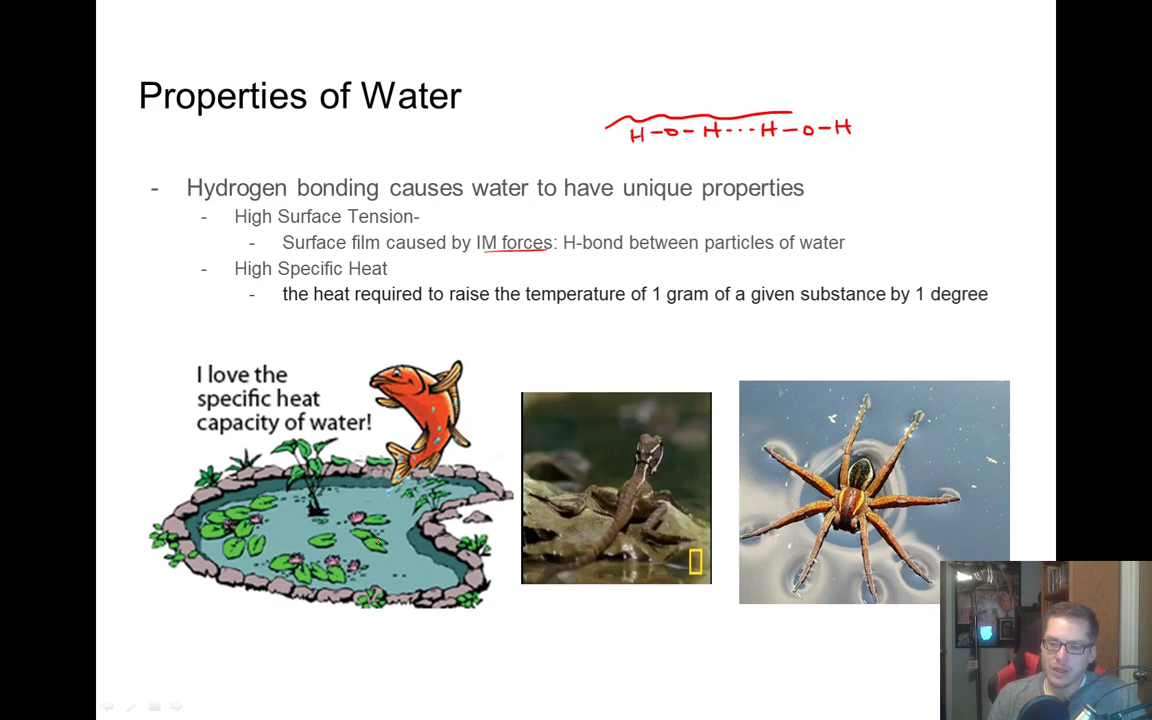 Properties of Water
H-O-H···H-O-H
- Hydrogen bonding causes water to have unique properties
- High Surface Tension-
- Surface film caused by IM forces: H-bond between particles of water
- High Specific Heat
- the heat required to raise the temperature of 1 gram of a given substance by 1 degree
I love the
specific heat
capacity of water!